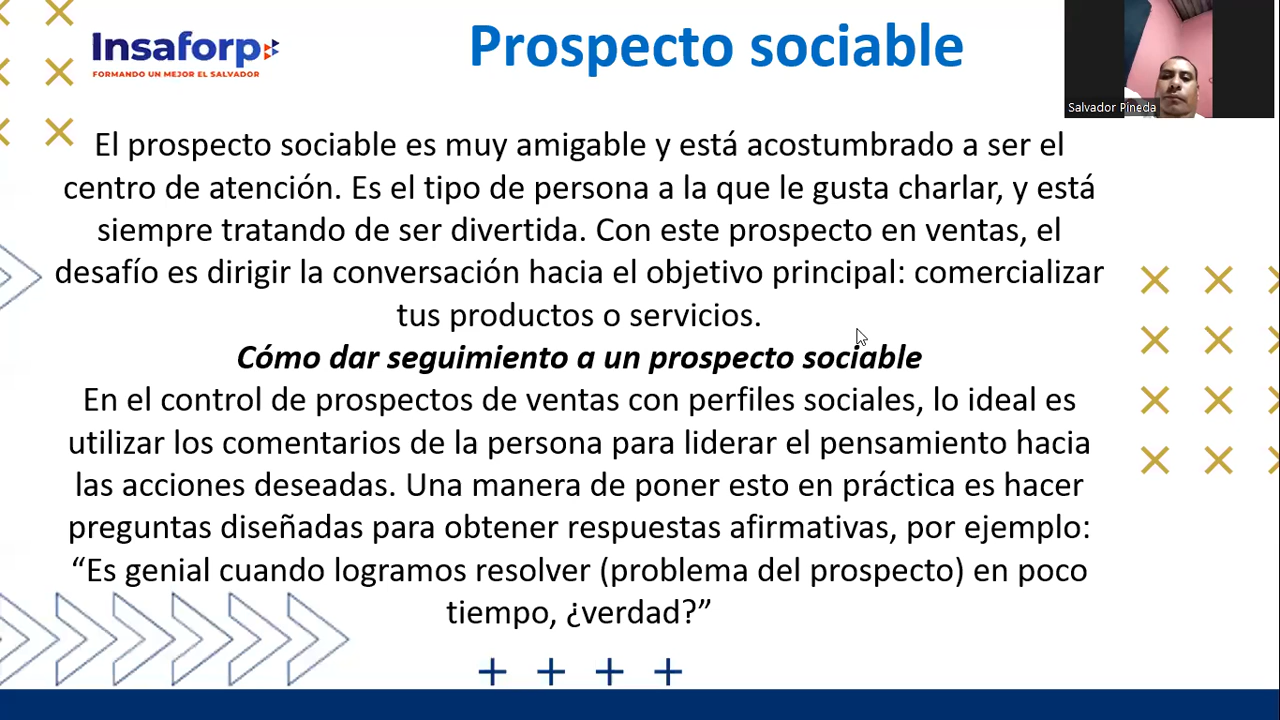 Insaforp
FORMANDO UN MEJOR EL SALVADOR
Prospecto sociable
Salvador Pineda
El prospecto sociable es muy amigable y está acostumbrado a ser el
centro de atención. Es el tipo de persona a la que le gusta charlar, y está
siempre tratando de ser divertida. Con este prospecto en ventas, el
desafío es dirigir la conversación hacia el objetivo principal: comercializar
tus productos o servicios.
Cómo dar seguimiento a un prospecto sociable
En el control de prospectos de ventas con perfiles sociales, lo ideal es
utilizar los comentarios de la persona para liderar el pensamiento hacia
las acciones deseadas. Una manera de poner esto en práctica es hacer
preguntas diseñadas para obtener respuestas afirmativas, por ejemplo:
“Es genial cuando logramos resolver (problema del prospecto) en poco
tiempo, ¿verdad?”